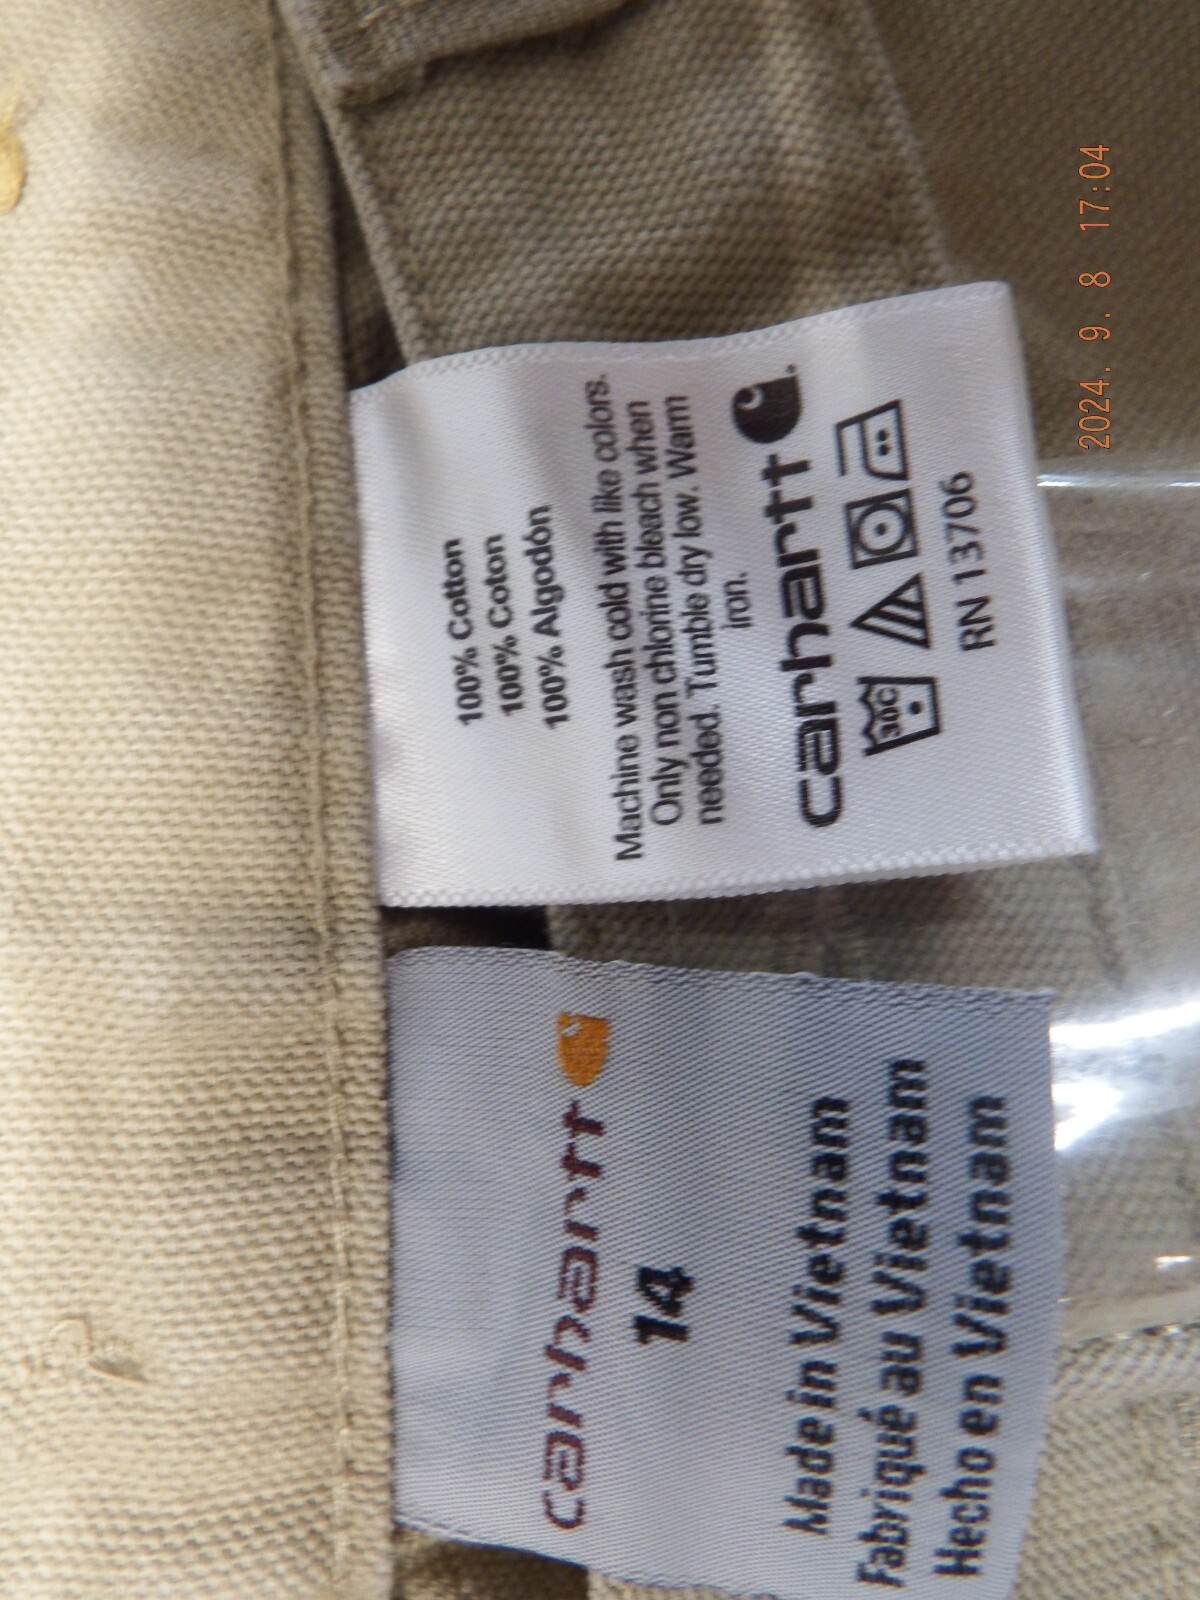 100% Cotton
100% Coton
100% Algodón
Machine wash cold with like colors.
Only non chlorine bleach when
needed. Tumble dry low. Warm
iron.
carhartt
30C
RN 13706
carhartt
14
Made in Vietnam
Fabriqué au Vietnam
Hecho en Vietnam
2024. 9. 8 17:04